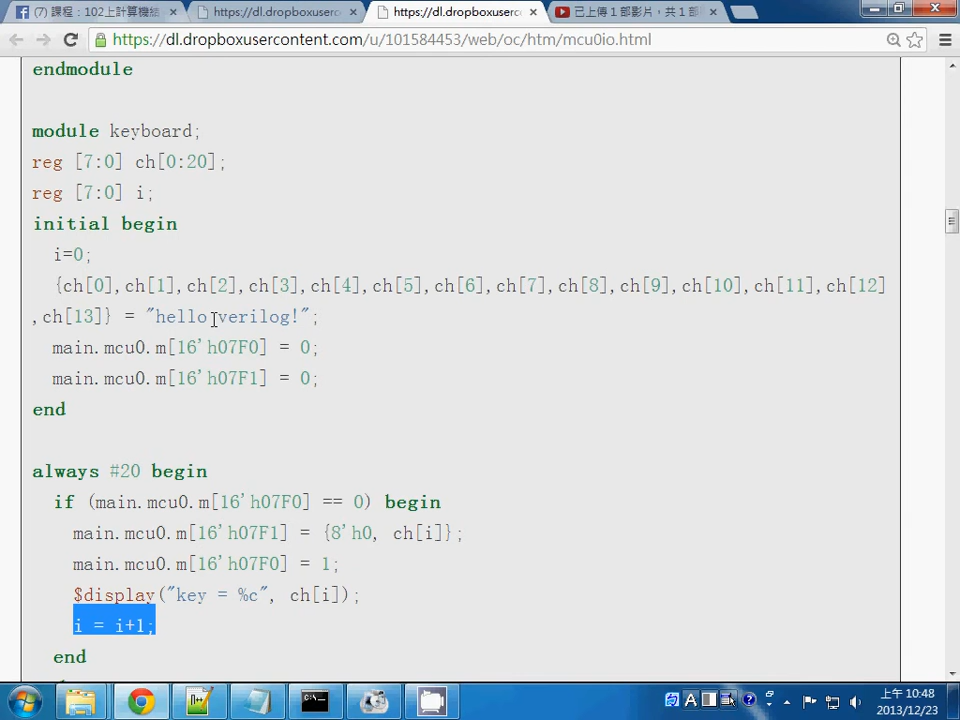 (7) 課程：102上計算機結
https://dl.dropboxuserc
https://dl.dropboxuserc
已上傳 1 部影片，共 1 部
https://dl.dropboxusercontent.com/u/101584453/web/oc/htm/mcu0io.html
endmodule
module keyboard;
reg [7:0] ch[0:20];
reg [7:0] i;
initial begin
i=0;
{ch[0],ch[1],ch[2],ch[3],ch[4],ch[5],ch[6],ch[7],ch[8],ch[9],ch[10],ch[11],ch[12]
,ch[13]} = "hello verilog!";
main.mcu0.m[16'h07F0] = 0;
main.mcu0.m[16'h07F1] = 0;
end
always #20 begin
if (main.mcu0.m[16'h07F0] == 0) begin
main.mcu0.m[16'h07F1] = {8'h0, ch[i]};
main.mcu0.m[16'h07F0] = 1;
$display("key = %c", ch[i]);
i = i+1;
end
上午 10:48
2013/12/23